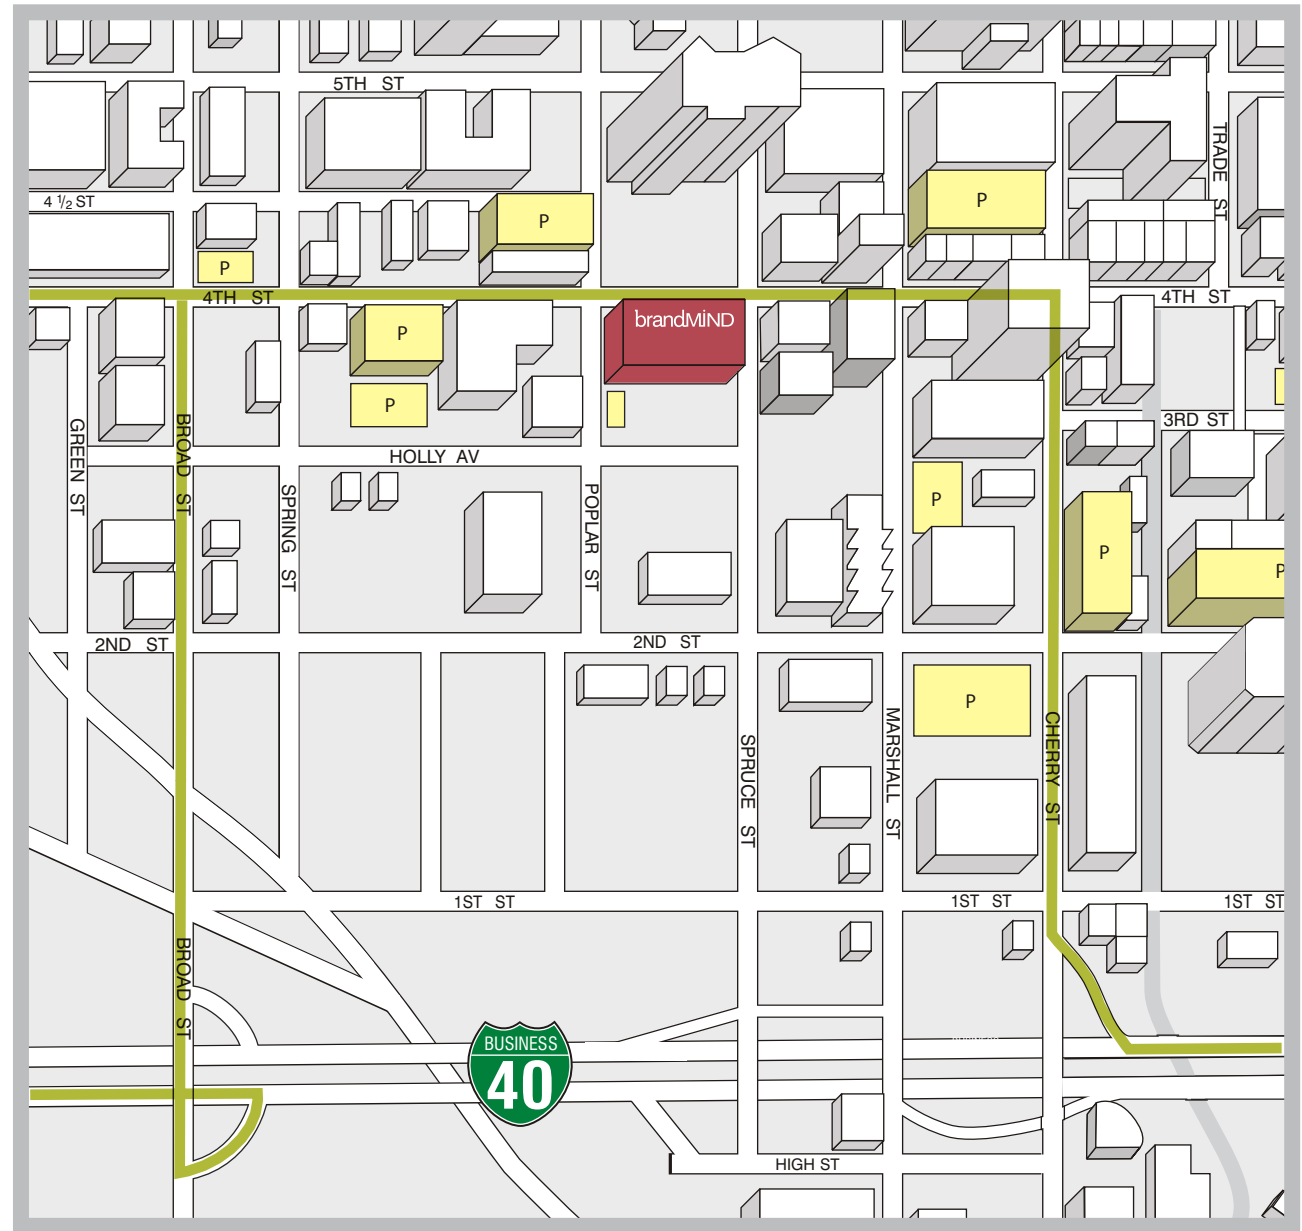 5TH ST
TRADE ST
4 1/2 ST
P
P
P
4TH ST
4TH ST
brandMIND
P
P
3RD ST
GREEN ST
BROAD ST
HOLLY AV
SPRING ST
POPLAR ST
P
P
P
2ND ST
2ND ST
P
SPRUCE ST
MARSHALL ST
CHERRY ST
1ST ST
1ST ST
1ST ST
BROAD ST
BUSINESS
40
HIGH ST